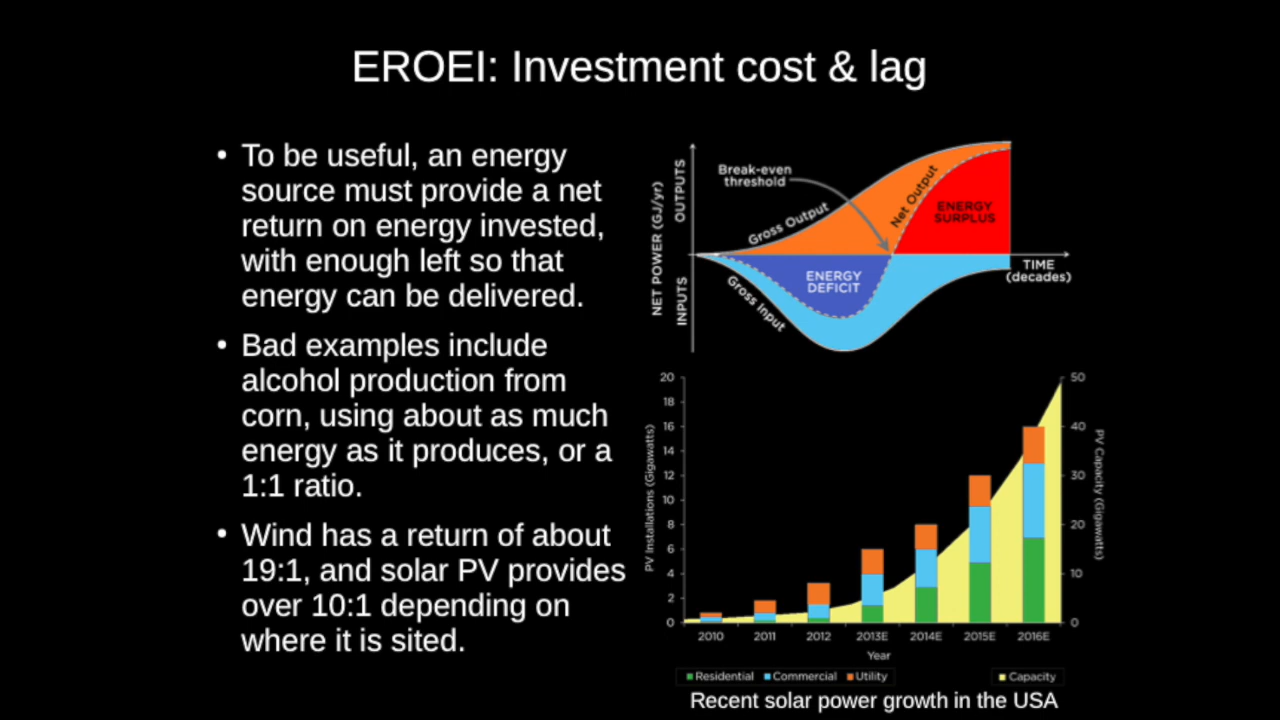 EROEI: Investment cost & lag
• To be useful, an energy
source must provide a net
return on energy invested,
with enough left so that
energy can be delivered.
• Bad examples include
alcohol production from
corn, using about as much
energy as it produces, or a
1:1 ratio.
• Wind has a return of about
19:1, and solar PV provides
over 10:1 depending on
where it is sited.
NET POWER (GJ/yr)
OUTPUTS
INPUTS
Break-even
threshold
Gross Output
Net Output
ENERGY
SURPLUS
ENERGY
DEFICIT
Gross Input
TIME
(decades)
PV Installations (Gigawatts)
20
18
16
14
12
10
8
6
4
2
0
50
40
30
20
10
0
PV Capacity (Gigawatts)
2010 2011 2012 2013E 2014E 2015E 2016E
Year
Residential Commercial Utility Capacity
Recent solar power growth in the USA